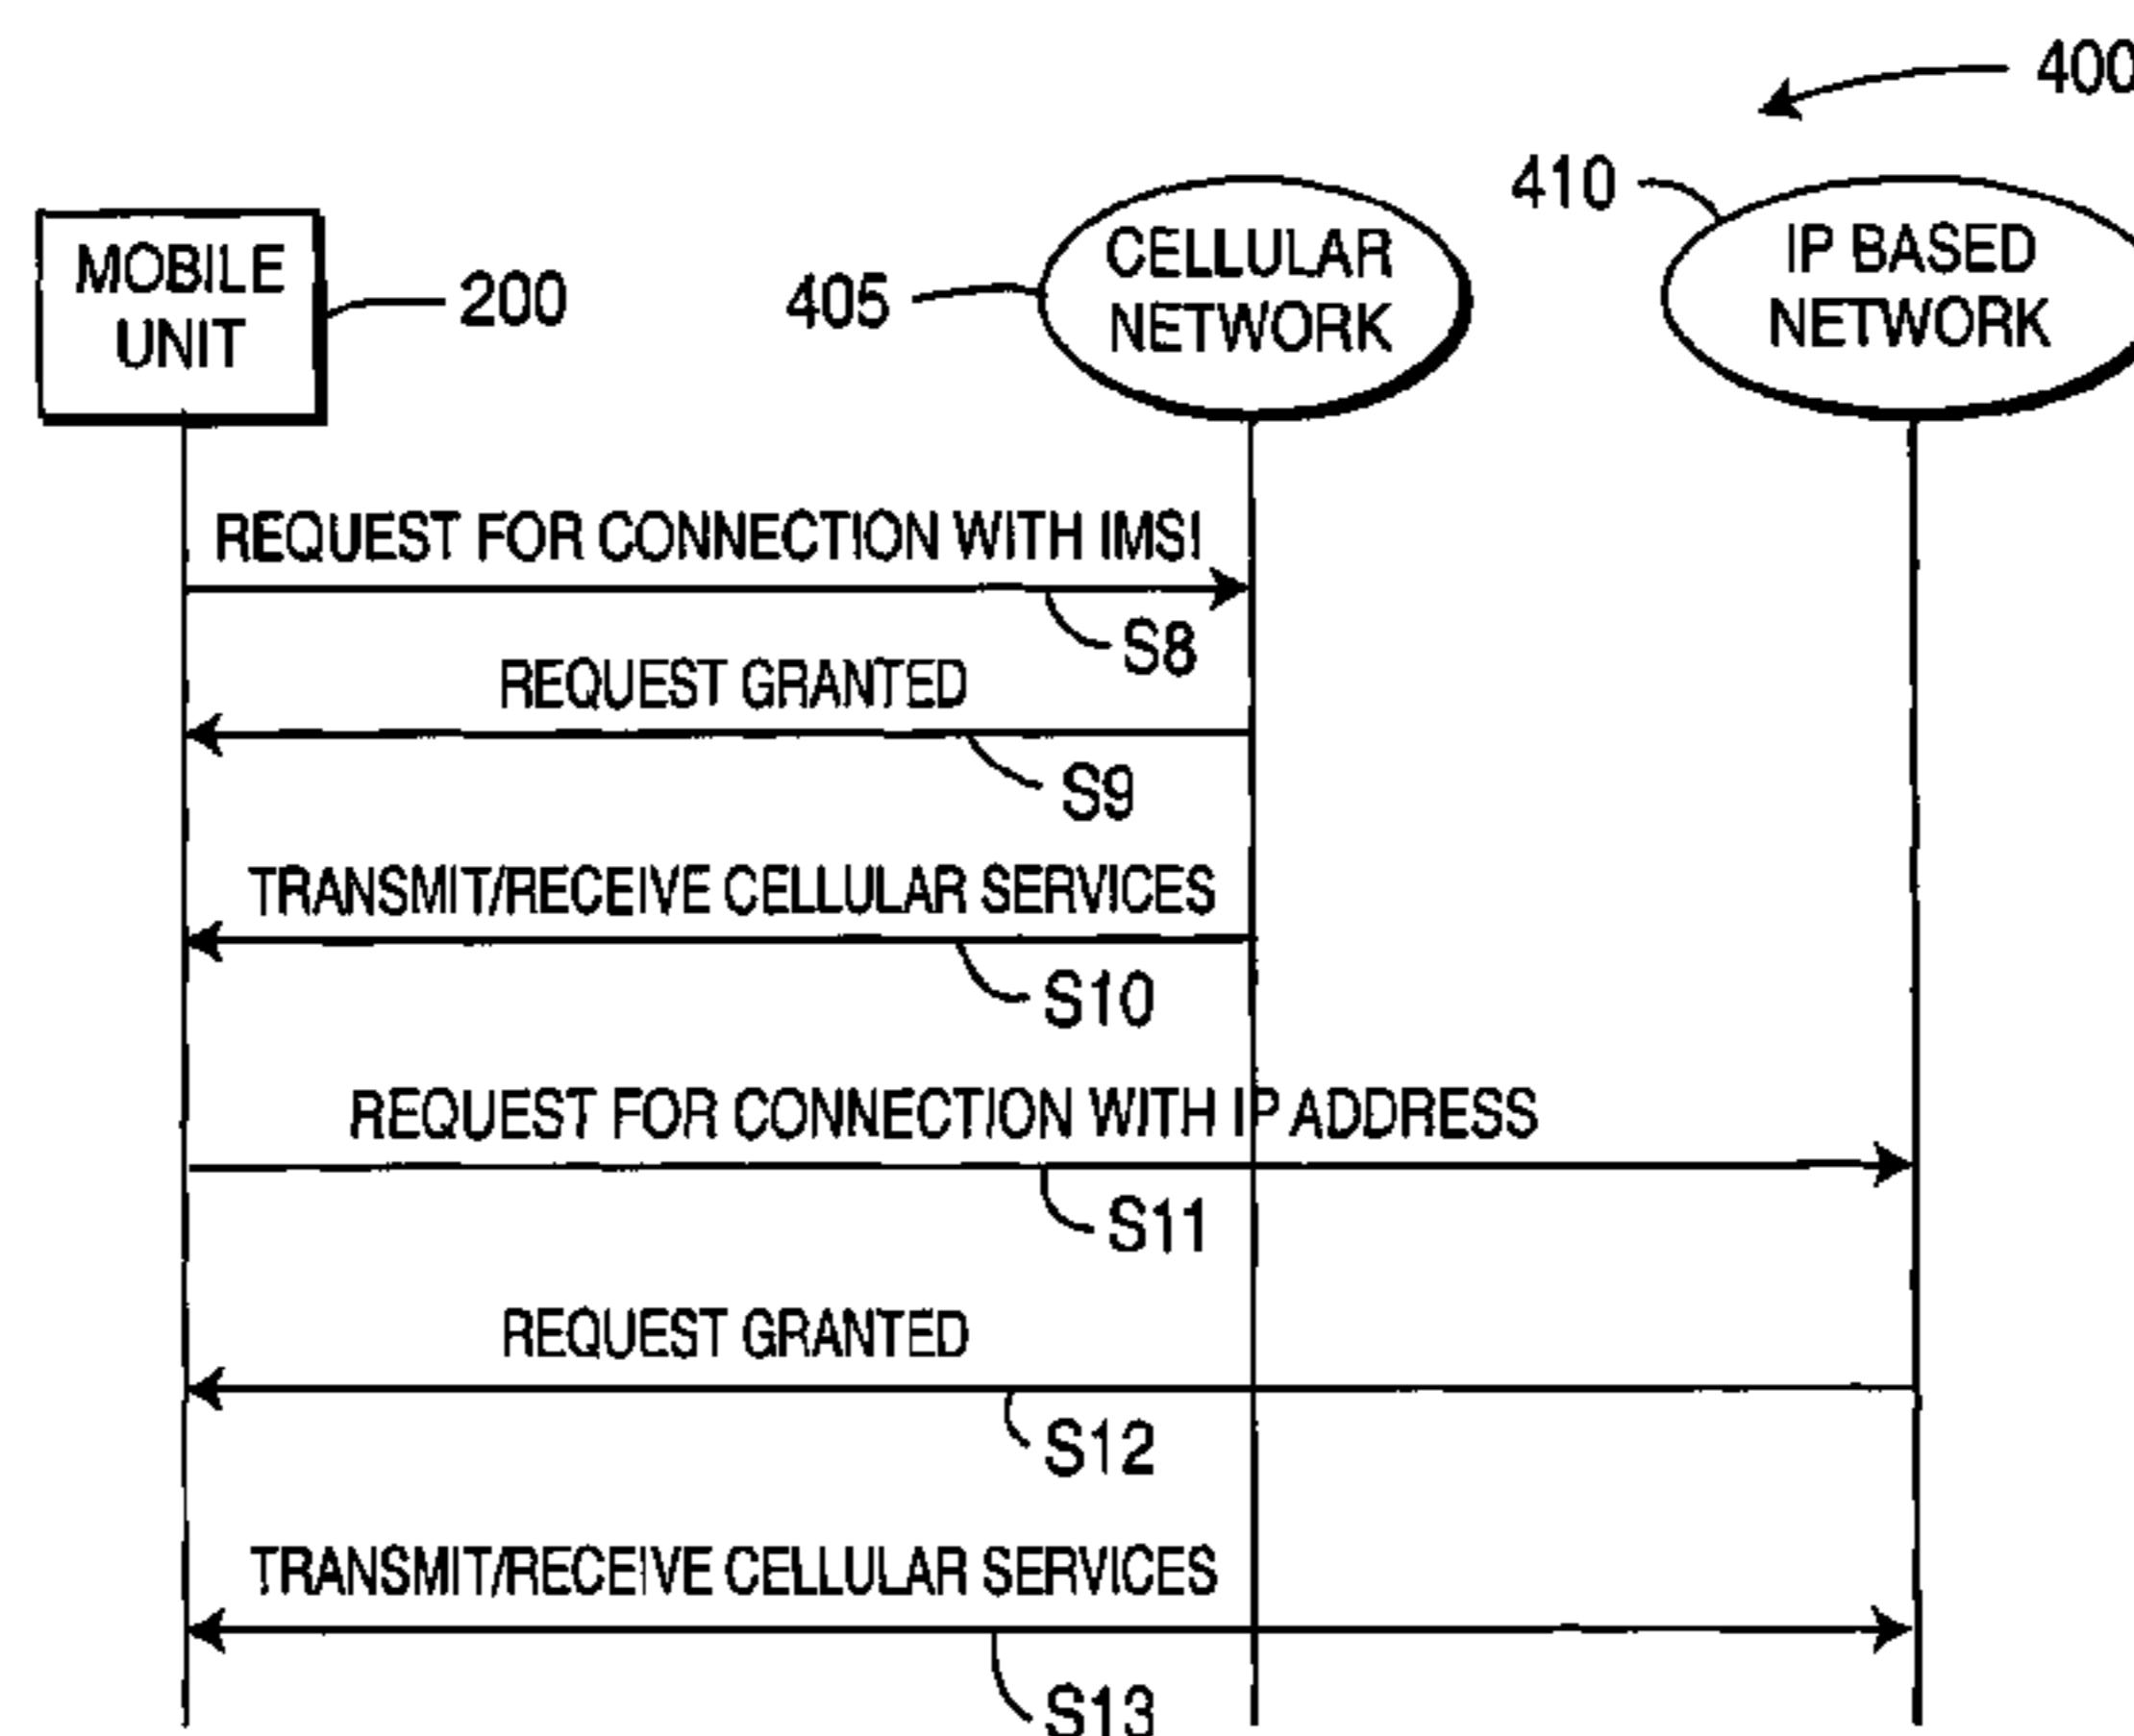 400
410
MOBILE
UNIT
200
405
CELLULAR
NETWORK
IP BASED
NETWORK
REQUEST FOR CONNECTION WITH IMSI
S8
REQUEST GRANTED
S9
TRANSMIT/RECEIVE CELLULAR SERVICES
S10
REQUEST FOR CONNECTION WITH IP ADDRESS
S11
REQUEST GRANTED
S12
TRANSMIT/RECEIVE CELLULAR SERVICES
S13